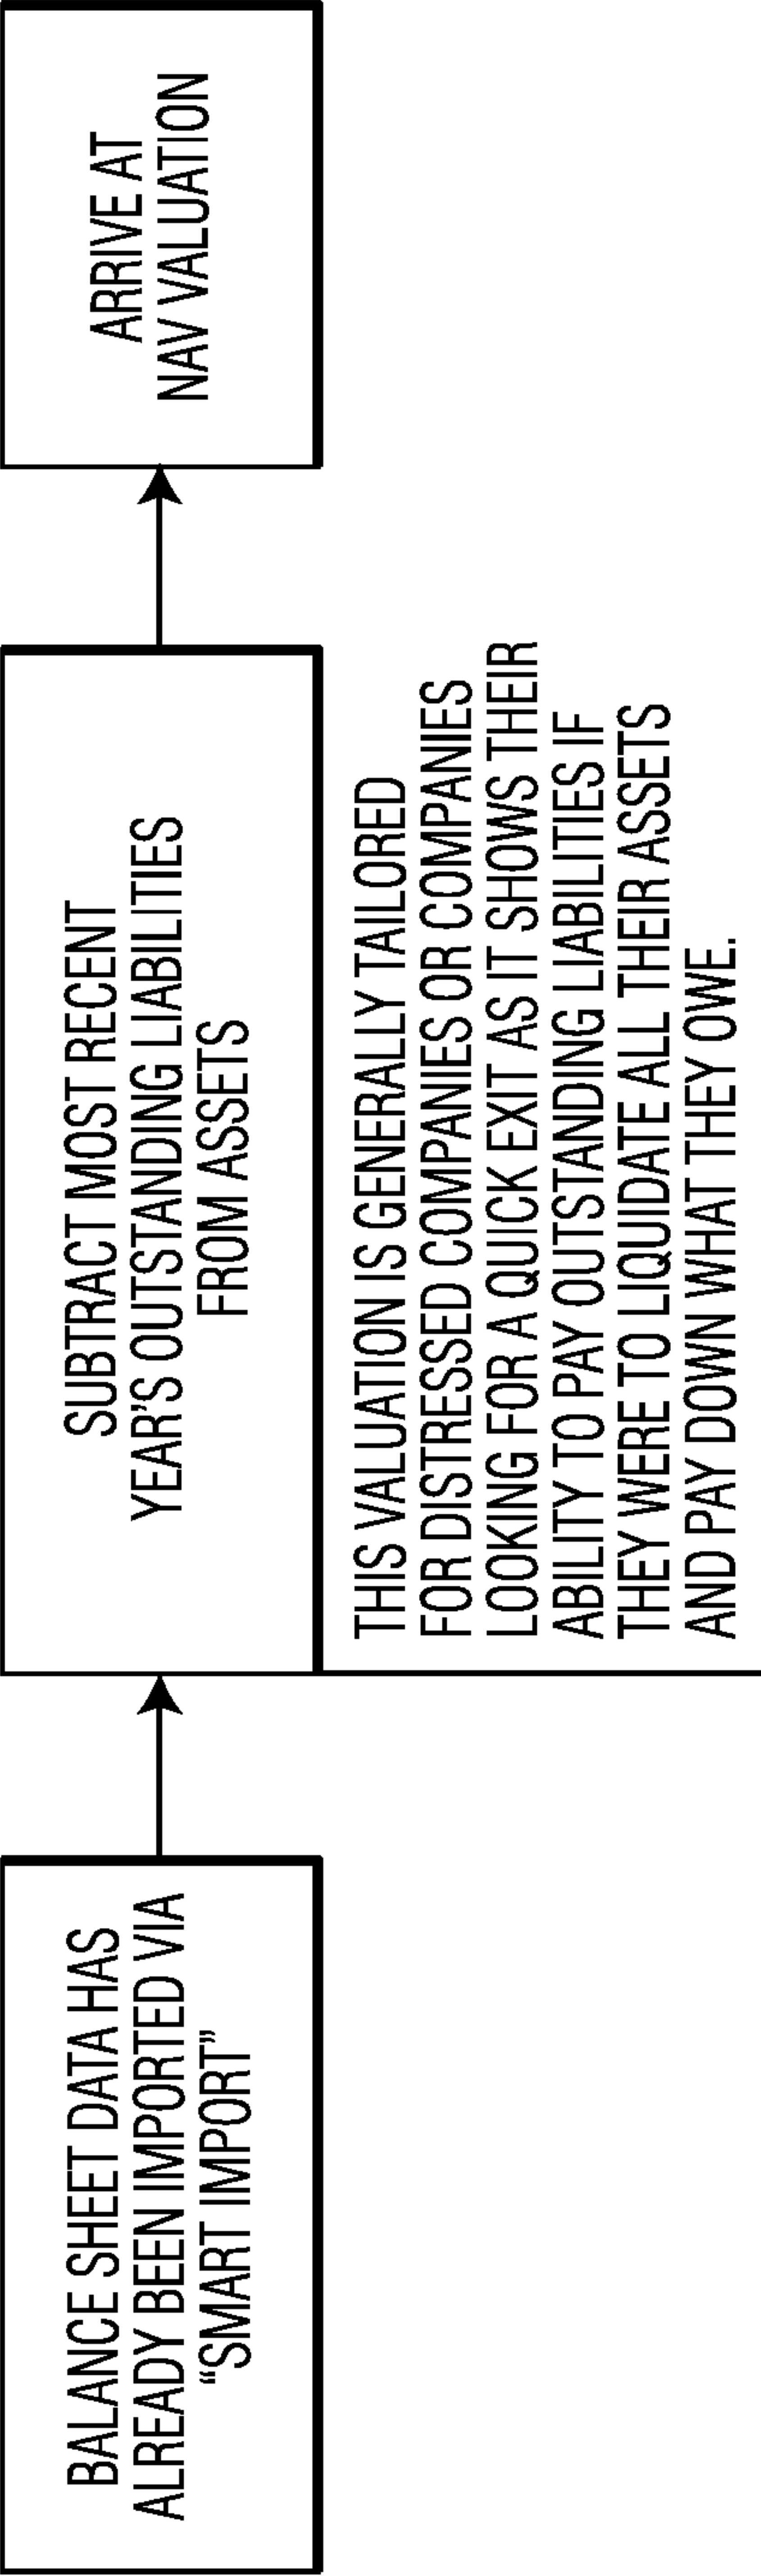 BALANCE SHEET DATA HAS
ALREADY BEEN IMPORTED VIA
“SMART IMPORT”
SUBTRACT MOST RECENT
YEAR’S OUTSTANDING LIABILITIES
FROM ASSETS
THIS VALUATION IS GENERALLY TAILORED
FOR DISTRESSED COMPANIES OR COMPANIES
LOOKING FOR A QUICK EXIT AS IT SHOWS THEIR
ABILITY TO PAY OUTSTANDING LIABILITIES IF
THEY WERE TO LIQUIDATE ALL THEIR ASSETS
AND PAY DOWN WHAT THEY OWE.
ARRIVE AT
NAV VALUATION